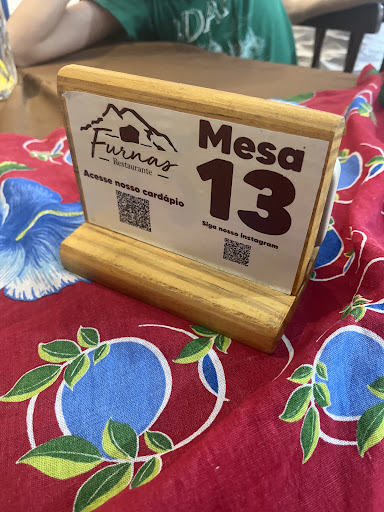 Furnas
Restaurante
Acesse nosso cardápio
Mesa
13
Siga nosso instagram